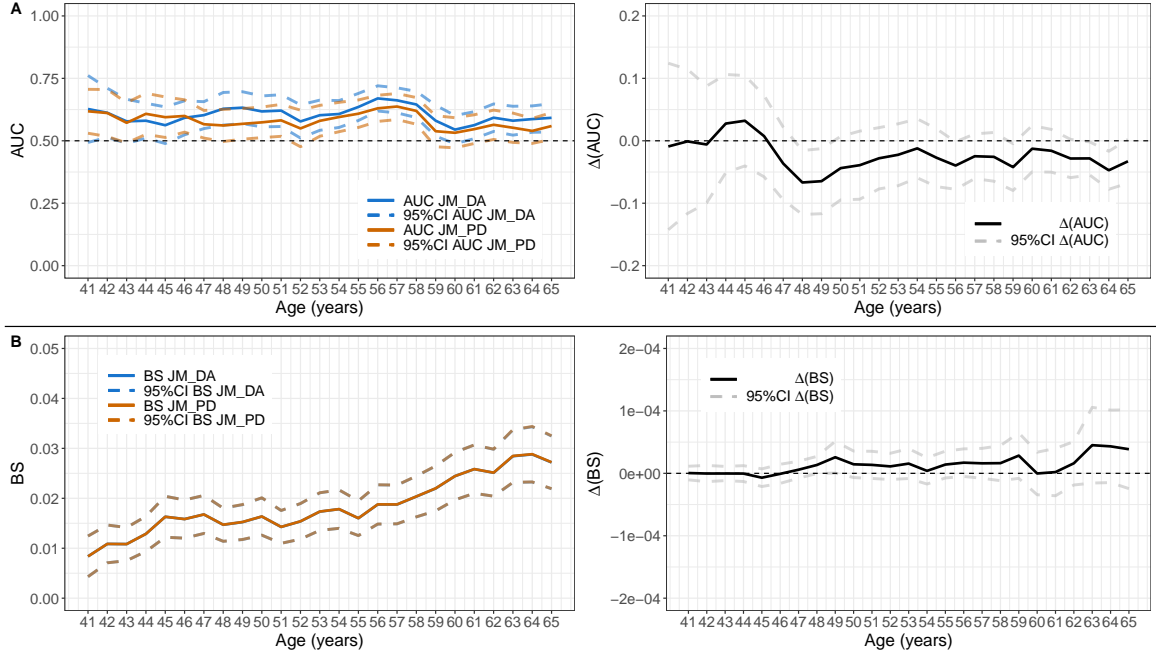 A
1.00
0.75
0.50
0.25
0.00
AUC
AUC JM_DA
95%CI AUC JM_DA
AUC JM_PD
95%CI AUC JM_PD
41 42 43 44 45 46 47 48 49 50 51 52 53 54 55 56 57 58 59 60 61 62 63 64 65
Age (years)
0.2
0.1
0.0
−0.1
−0.2
Δ(AUC)
Δ(AUC)
95%CI Δ(AUC)
41 42 43 44 45 46 47 48 49 50 51 52 53 54 55 56 57 58 59 60 61 62 63 64 65
Age (years)
B
0.05
0.04
0.03
0.02
0.01
0.00
BS
BS JM_DA
95%CI BS JM_DA
BS JM_PD
95%CI BS JM_PD
41 42 43 44 45 46 47 48 49 50 51 52 53 54 55 56 57 58 59 60 61 62 63 64 65
Age (years)
2e−04
1e−04
0e+00
−1e−04
−2e−04
Δ(BS)
Δ(BS)
95%CI Δ(BS)
41 42 43 44 45 46 47 48 49 50 51 52 53 54 55 56 57 58 59 60 61 62 63 64 65
Age (years)